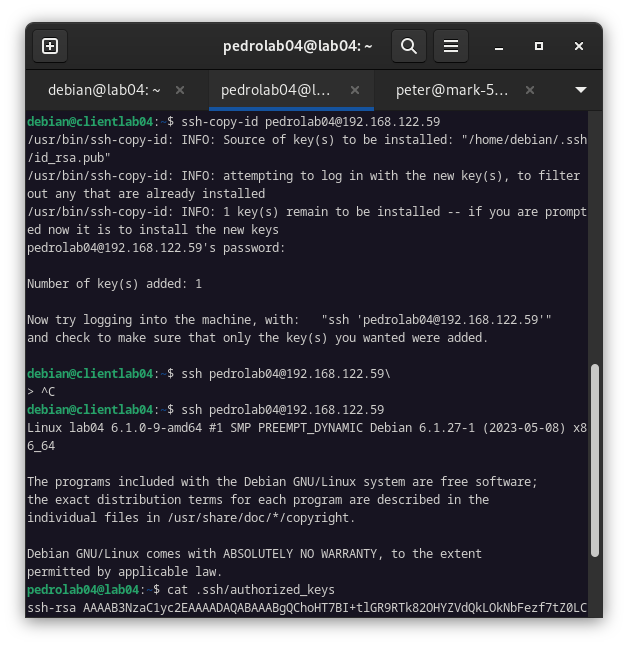 pedrolab04@lab04: ~
debian@lab04: ~
pedrolab04@l...
peter@mark-5...
debian@clientlab04:~$ ssh-copy-id pedrolab04@192.168.122.59
/usr/bin/ssh-copy-id: INFO: Source of key(s) to be installed: "/home/debian/.ssh
/id_rsa.pub"
/usr/bin/ssh-copy-id: INFO: attempting to log in with the new key(s), to filter
out any that are already installed
/usr/bin/ssh-copy-id: INFO: 1 key(s) remain to be installed -- if you are prompt
ed now it is to install the new keys
pedrolab04@192.168.122.59's password:
Number of key(s) added: 1
Now try logging into the machine, with:   "ssh 'pedrolab04@192.168.122.59'"
and check to make sure that only the key(s) you wanted were added.
debian@clientlab04:~$ ssh pedrolab04@192.168.122.59\
> ^C
debian@clientlab04:~$ ssh pedrolab04@192.168.122.59
Linux lab04 6.1.0-9-amd64 #1 SMP PREEMPT_DYNAMIC Debian 6.1.27-1 (2023-05-08) x8
6_64
The programs included with the Debian GNU/Linux system are free software;
the exact distribution terms for each program are described in the
individual files in /usr/share/doc/*/copyright.
Debian GNU/Linux comes with ABSOLUTELY NO WARRANTY, to the extent
permitted by applicable law.
pedrolab04@lab04:~$ cat .ssh/authorized_keys
ssh-rsa AAAAB3NzaC1yc2EAAAADAQABAAABgQChoHT7BI+tlGR9RTk82OHYZVdQkLOkNbFezf7tZ0LC